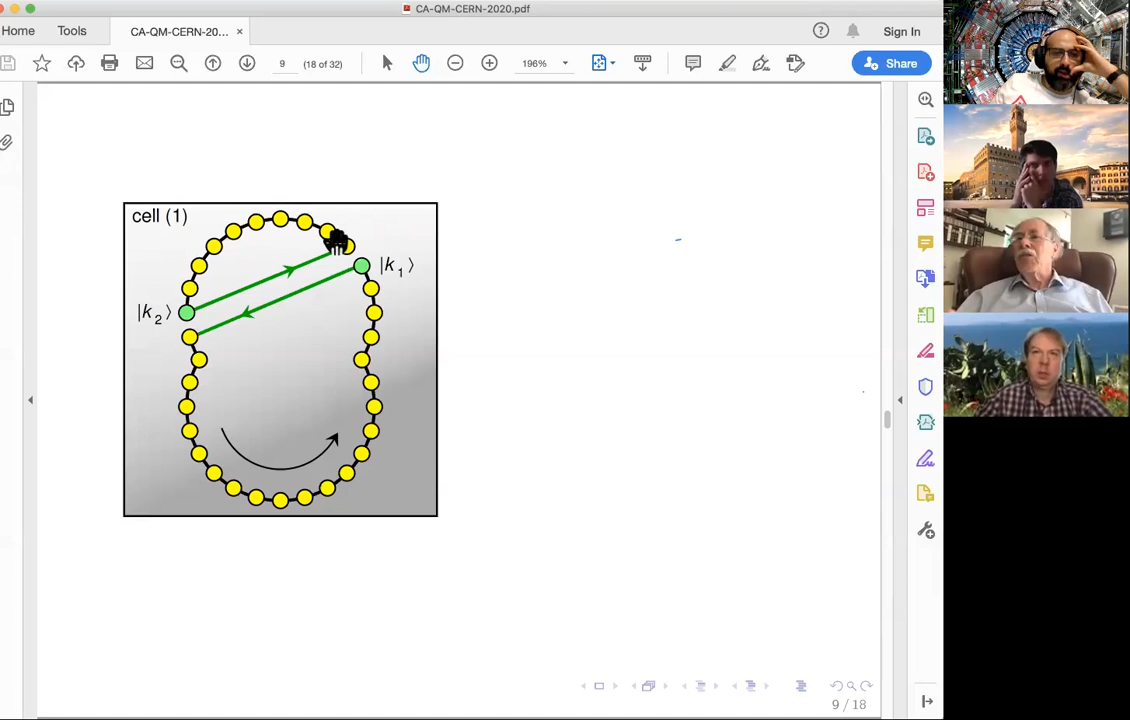 CA-QM-CERN-2020.pdf
Home Tools CA-QM-CERN-20... × Sign In
9 (18 of 32) 196% Share
cell (1)
|k₁⟩
|k₂⟩
9 / 18